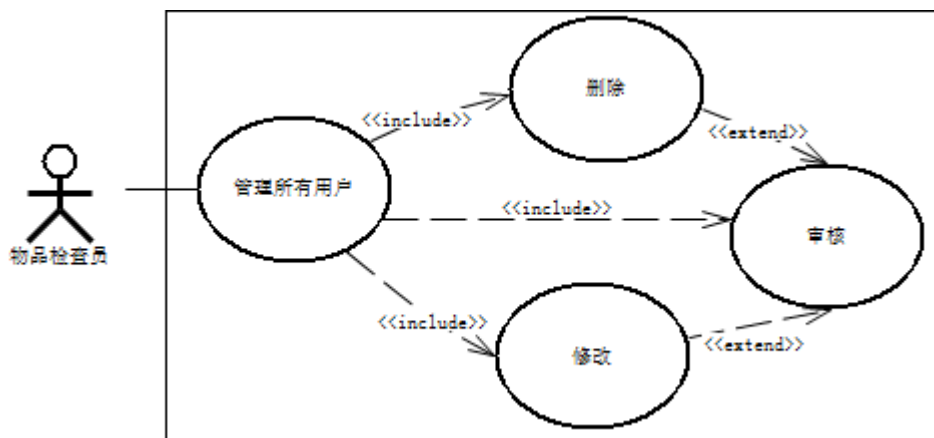 删除
<<include>>
<<extend>>
管理所有用户
<<include>>
审核
物品检查员
<<include>>
修改
<<extend>>